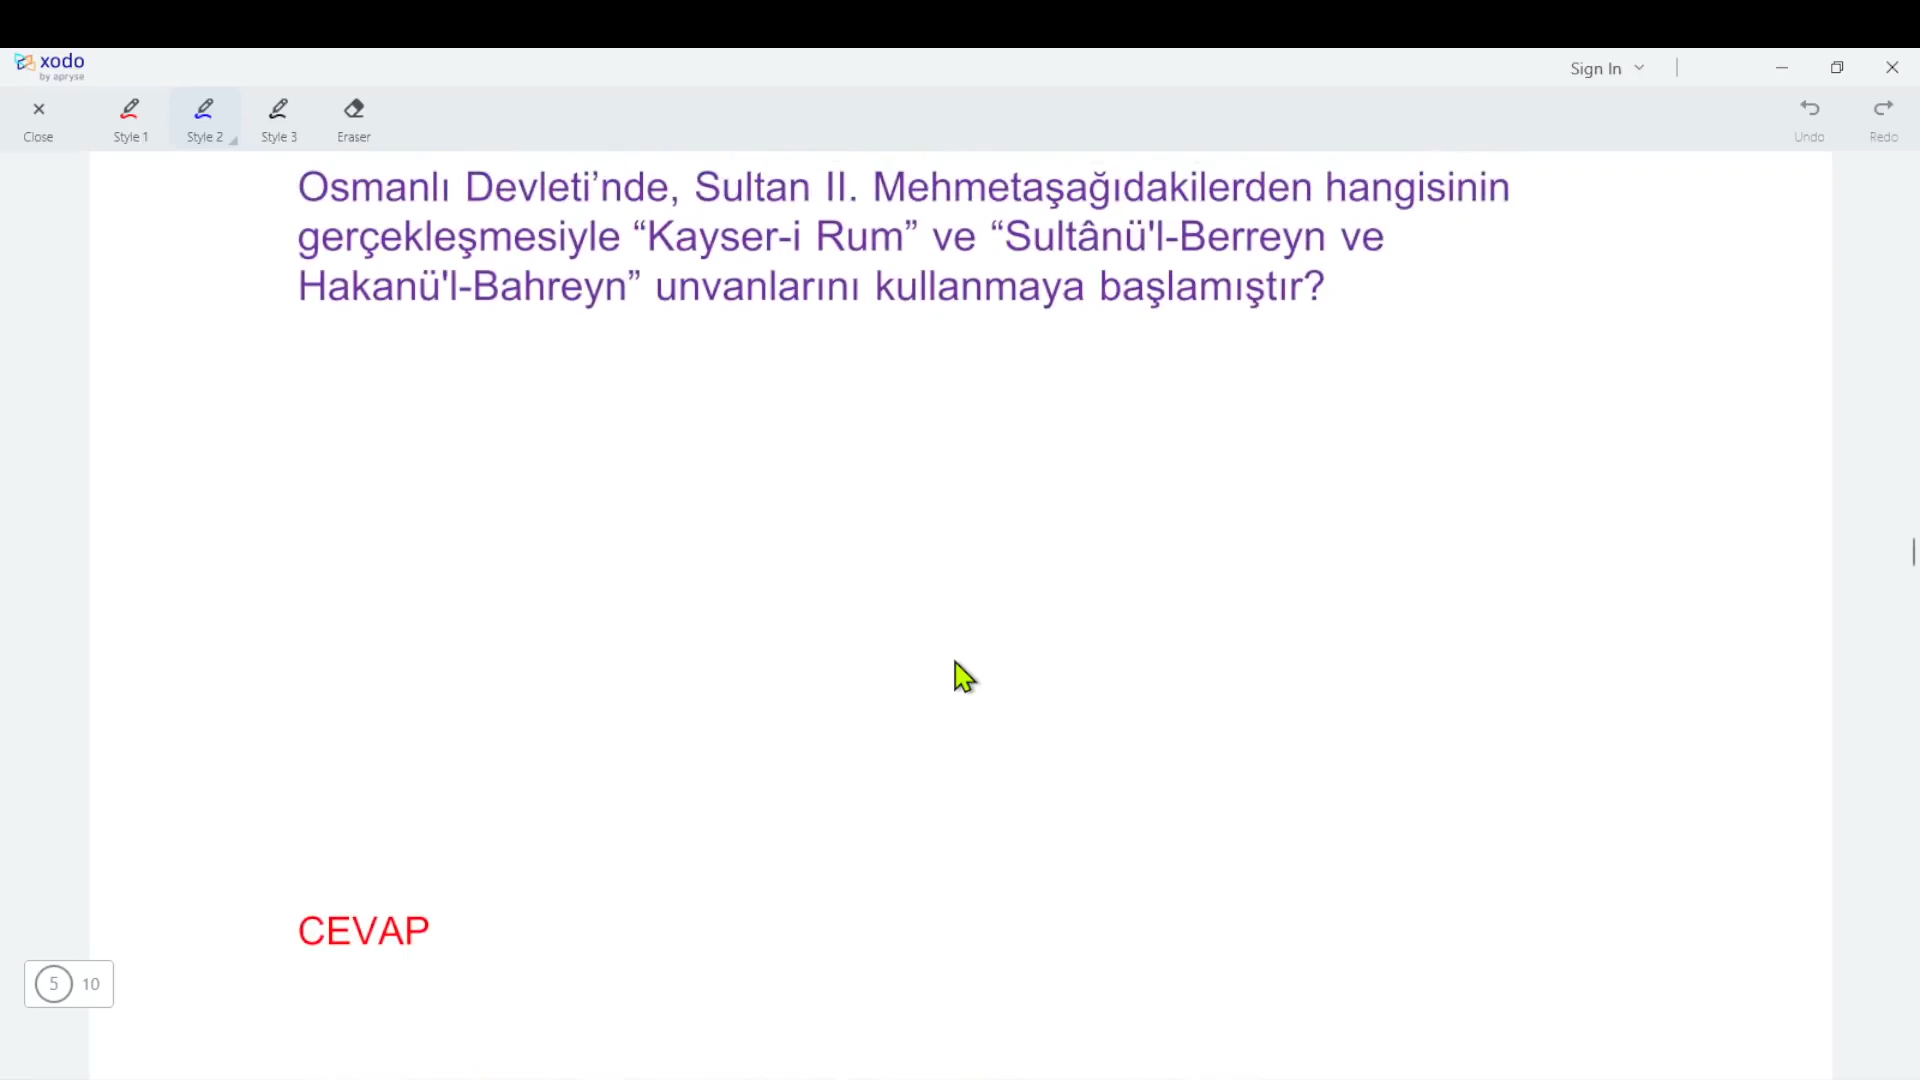 xodo
by apryse
Sign In
Close
Style 1
Style 2
Style 3
Eraser
Undo
Redo
Osmanlı Devleti’nde, Sultan II. Mehmetaşağıdakilerden hangisinin
gerçekleşmesiyle “Kayser-i Rum” ve “Sultânü'l-Berreyn ve
Hakanü'l-Bahreyn” unvanlarını kullanmaya başlamıştır?
CEVAP
5 10